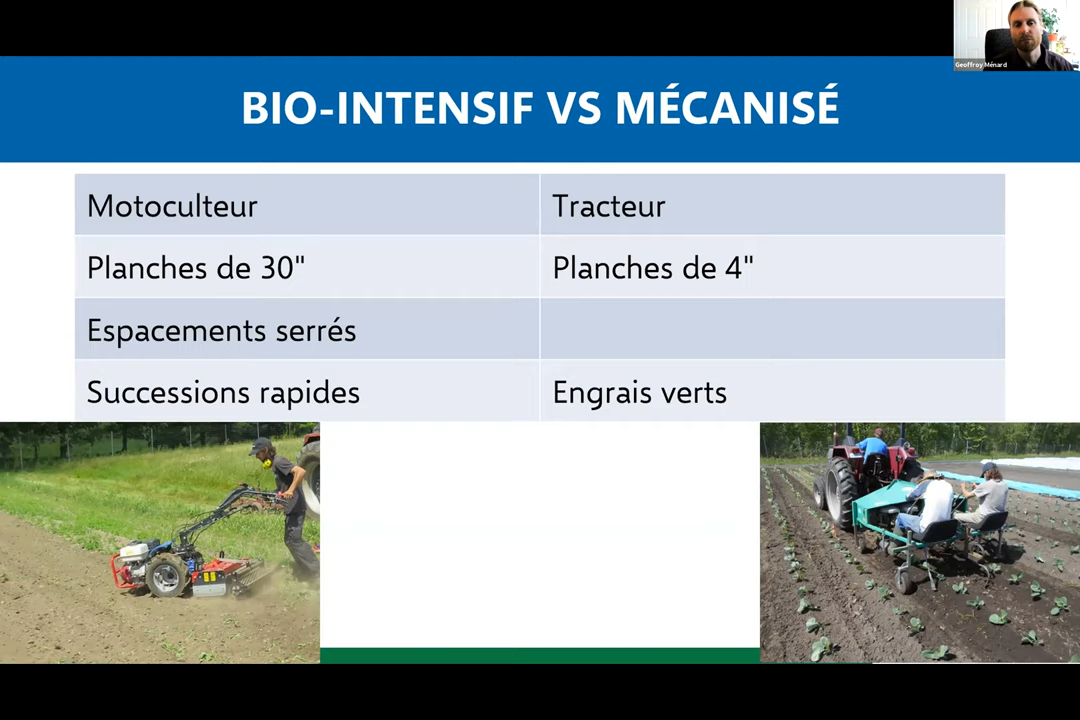 Geoffroy Ménard
BIO-INTENSIF VS MÉCANISÉ
Motoculteur
Tracteur
Planches de 30"
Planches de 4"
Espacements serrés
Successions rapides
Engrais verts